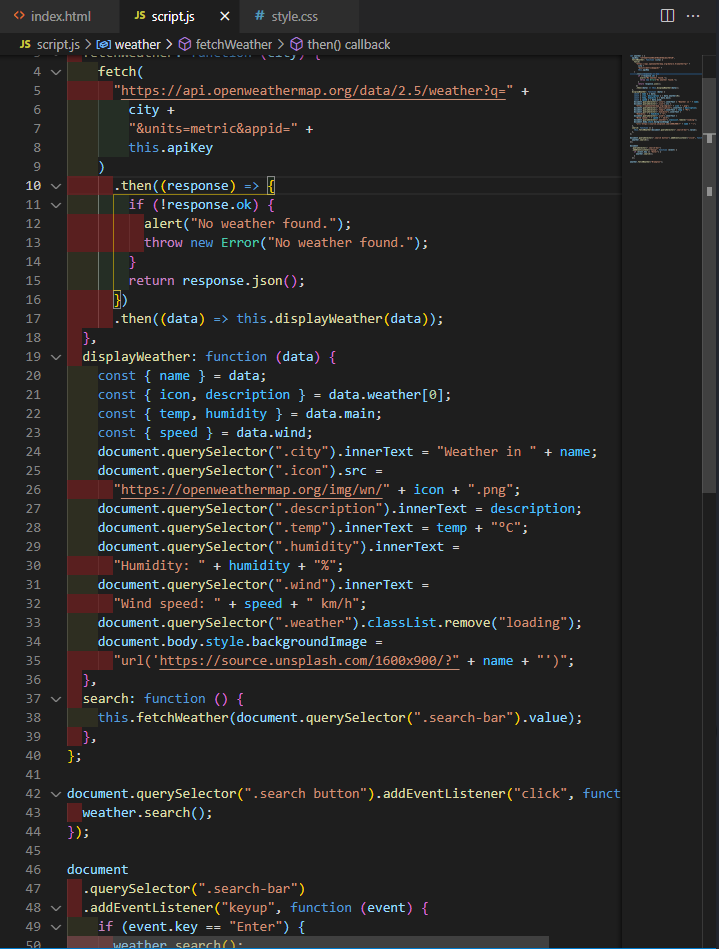 index.html
JS script.js
# style.css
JS script.js > weather > fetchWeather > then() callback
3 fetchWeather: function (city) {
4 fetch(
5 "https://api.openweathermap.org/data/2.5/weather?q=" +
6 city +
7 "&units=metric&appid=" +
8 this.apiKey
9 )
10 .then((response) => {
11 if (!response.ok) {
12 alert("No weather found.");
13 throw new Error("No weather found.");
14 }
15 return response.json();
16 })
17 .then((data) => this.displayWeather(data));
18 },
19 displayWeather: function (data) {
20 const { name } = data;
21 const { icon, description } = data.weather[0];
22 const { temp, humidity } = data.main;
23 const { speed } = data.wind;
24 document.querySelector(".city").innerText = "Weather in " + name;
25 document.querySelector(".icon").src =
26 "https://openweathermap.org/img/wn/" + icon + ".png";
27 document.querySelector(".description").innerText = description;
28 document.querySelector(".temp").innerText = temp + "°C";
29 document.querySelector(".humidity").innerText =
30 "Humidity: " + humidity + "%";
31 document.querySelector(".wind").innerText =
32 "Wind speed: " + speed + " km/h";
33 document.querySelector(".weather").classList.remove("loading");
34 document.body.style.backgroundImage =
35 "url('https://source.unsplash.com/1600x900/?" + name + "')";
36 },
37 search: function () {
38 this.fetchWeather(document.querySelector(".search-bar").value);
39 },
40 };
41
42 document.querySelector(".search button").addEventListener("click", funct
43 weather.search();
44 });
45
46 document
47 .querySelector(".search-bar")
48 .addEventListener("keyup", function (event) {
49 if (event.key == "Enter") {
50 weather.search();